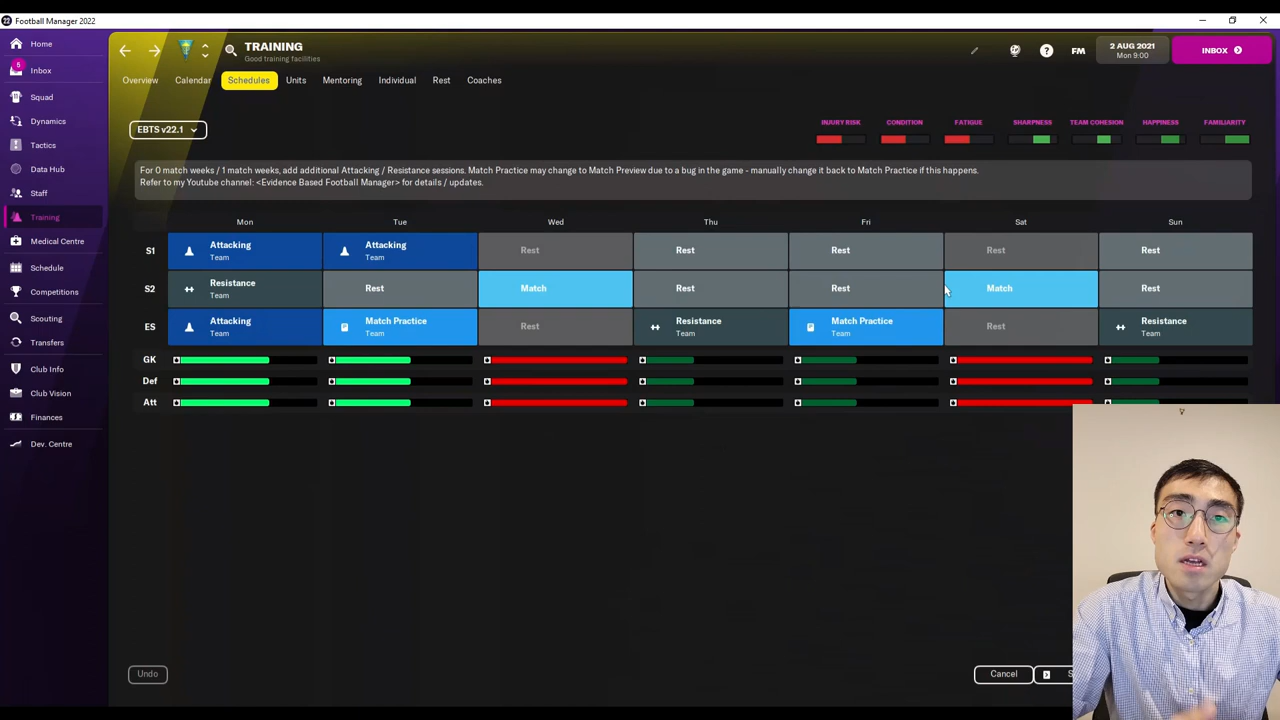 22 Football Manager 2022
Home
5
Inbox
Squad
Dynamics
Tactics
Data Hub
Staff
Training
Medical Centre
Schedule
Competitions
Scouting
Transfers
Club Info
Club Vision
Finances
Dev. Centre
TRAINING
Good training facilities
? FM
2 AUG 2021
Mon 9:00
INBOX
Overview Calendar Schedules Units Mentoring Individual Rest Coaches
EBTS v22.1
INJURY RISK CONDITION FATIGUE SHARPNESS TEAM COHESION HAPPINESS FAMILIARITY
For 0 match weeks / 1 match weeks, add additional Attacking / Resistance sessions. Match Practice may change to Match Preview due to a bug in the game - manually change it back to Match Practice if this happens.
Refer to my Youtube channel: <Evidence Based Football Manager> for details / updates.
Mon Tue Wed Thu Fri Sat Sun
S1 Attacking Attacking Rest Rest Rest Rest Rest
Team Team
S2 Resistance Rest Match Rest Rest Match Rest
Team
ES Attacking Match Practice Rest Resistance Match Practice Rest Resistance
Team Team Team Team Team
GK
Def
Att
Undo
Cancel